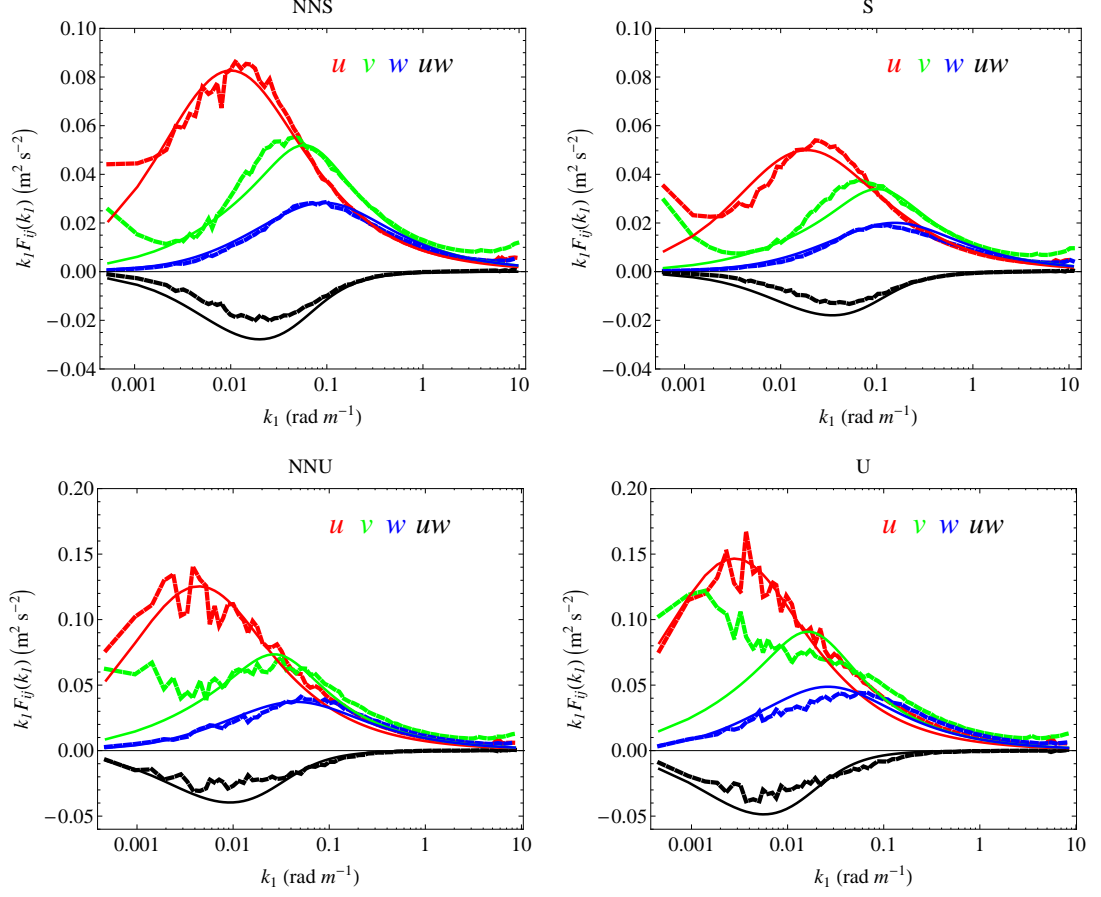 NNS
u v w uw
0.10
0.08
0.06
0.04
0.02
0.00
−0.02
−0.04
0.001 0.01 0.1 1 10
k₁ (rad m⁻¹)
k₁Fᵢⱼ(k₁) (m² s⁻²)
S
u v w uw
0.10
0.08
0.06
0.04
0.02
0.00
−0.02
−0.04
0.001 0.01 0.1 1 10
k₁ (rad m⁻¹)
k₁Fᵢⱼ(k₁) (m² s⁻²)
NNU
u v w uw
0.20
0.15
0.10
0.05
0.00
−0.05
0.001 0.01 0.1 1 10
k₁ (rad m⁻¹)
k₁Fᵢⱼ(k₁) (m² s⁻²)
U
u v w uw
0.20
0.15
0.10
0.05
0.00
−0.05
0.001 0.01 0.1 1 10
k₁ (rad m⁻¹)
k₁Fᵢⱼ(k₁) (m² s⁻²)